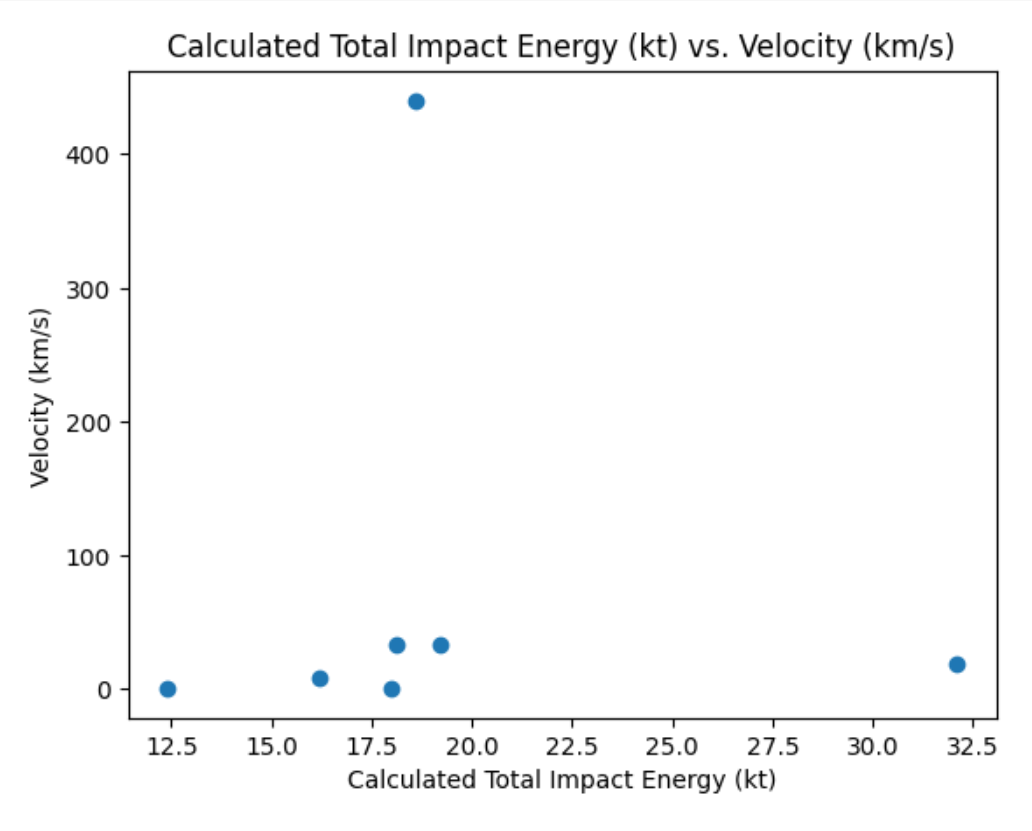 Calculated Total Impact Energy (kt) vs. Velocity (km/s)
400
300
200
100
0
Velocity (km/s)
12.5 15.0 17.5 20.0 22.5 25.0 27.5 30.0 32.5
Calculated Total Impact Energy (kt)